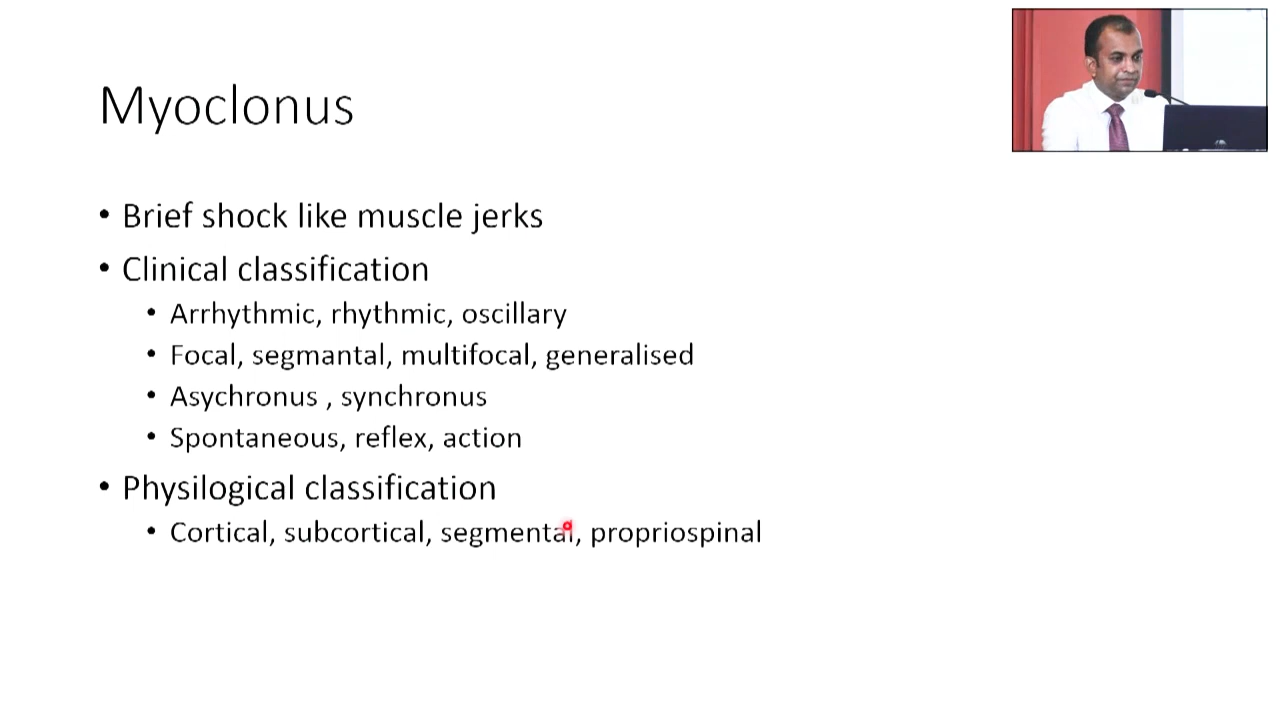 Myoclonus
• Brief shock like muscle jerks
• Clinical classification
• Arrhythmic, rhythmic, oscillary
• Focal, segmantal, multifocal, generalised
• Asychronus , synchronus
• Spontaneous, reflex, action
• Physilogical classification
• Cortical, subcortical, segmental, propriospinal